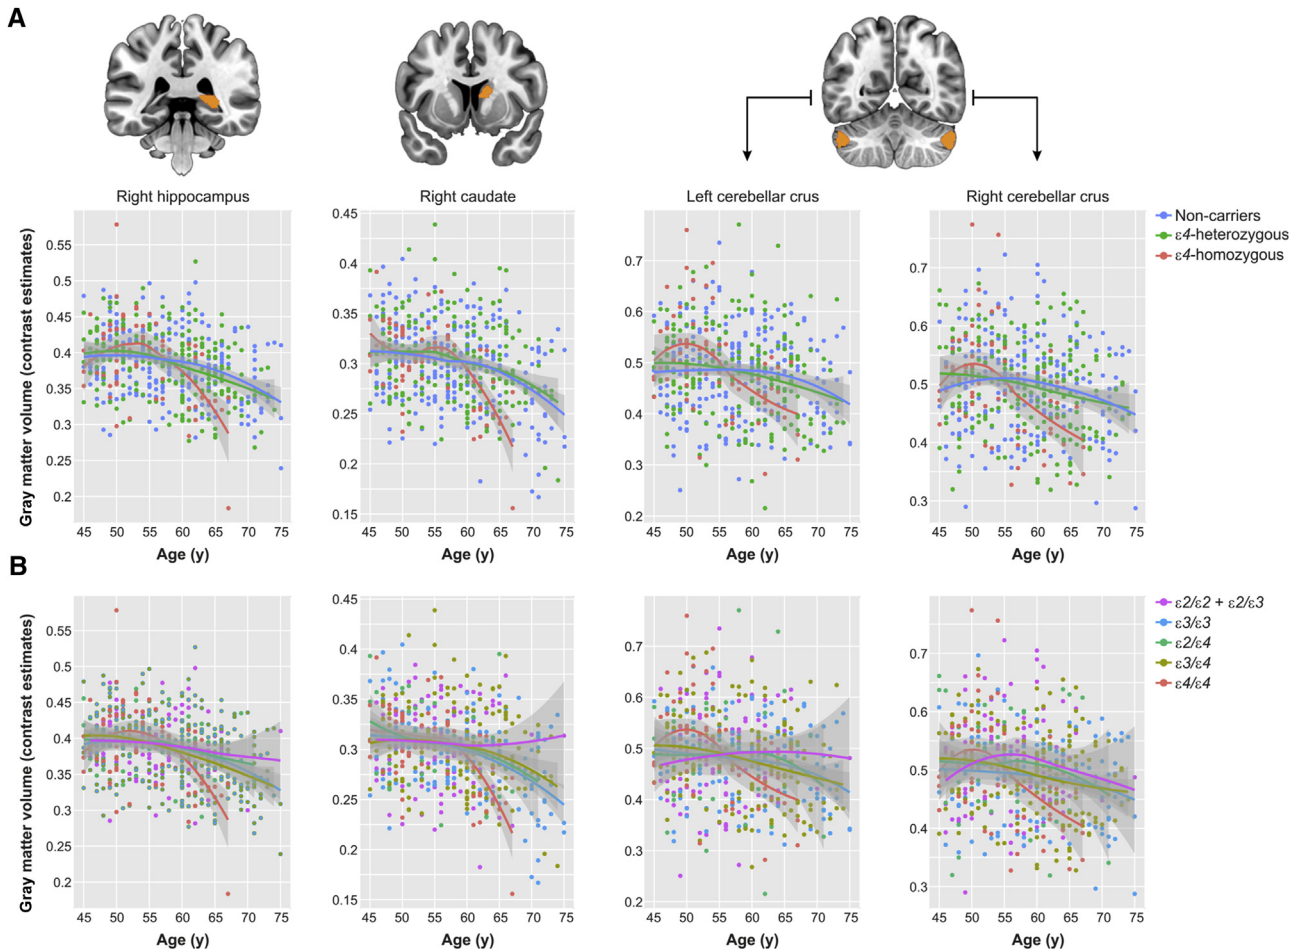 A
Right hippocampus
Right caudate
Left cerebellar crus
Right cerebellar crus
Gray matter volume (contrast estimates)
0.55
0.5
0.45
0.4
0.35
0.3
0.25
0.2
45 50 55 60 65 70 75
Age (y)
0.45
0.4
0.35
0.3
0.25
0.2
0.15
45 50 55 60 65 70 75
Age (y)
0.7
0.6
0.5
0.4
0.3
0.2
45 50 55 60 65 70 75
Age (y)
0.7
0.6
0.5
0.4
0.3
45 50 55 60 65 70 75
Age (y)
Non-carriers
ε4-heterozygous
ε4-homozygous
B
Gray matter volume (contrast estimates)
0.55
0.5
0.45
0.4
0.35
0.3
0.25
0.2
45 50 55 60 65 70 75
Age (y)
0.45
0.4
0.35
0.3
0.25
0.2
0.15
45 50 55 60 65 70 75
Age (y)
0.7
0.6
0.5
0.4
0.3
0.2
45 50 55 60 65 70 75
Age (y)
0.7
0.6
0.5
0.4
0.3
45 50 55 60 65 70 75
Age (y)
ε2/ε2 + ε2/ε3
ε3/ε3
ε2/ε4
ε3/ε4
ε4/ε4